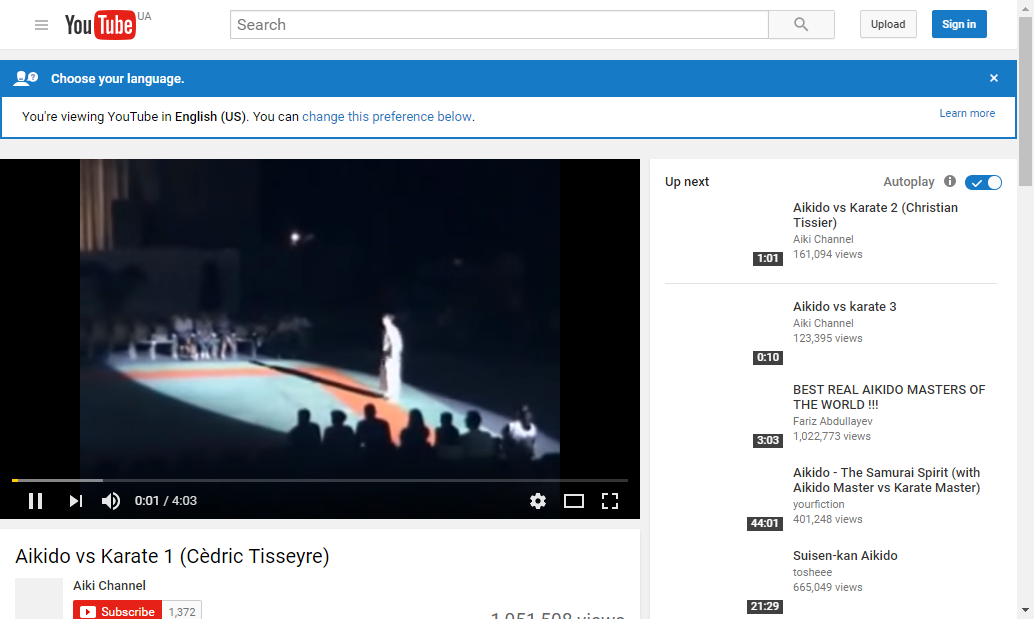 YouTube UA
Search
Upload
Sign in
Choose your language.
You're viewing YouTube in English (US). You can change this preference below.
Learn more
0:01 / 4:03
Aikido vs Karate 1 (Cèdric Tisseyre)
Aiki Channel
Subscribe
1,372
Up next
Autoplay
Aikido vs Karate 2 (Christian
Tissier)
Aiki Channel
161,094 views
1:01
Aikido vs karate 3
Aiki Channel
123,395 views
0:10
BEST REAL AIKIDO MASTERS OF
THE WORLD !!!
Fariz Abdullayev
1,022,773 views
3:03
Aikido - The Samurai Spirit (with
Aikido Master vs Karate Master)
yourfiction
401,248 views
44:01
Suisen-kan Aikido
tosheee
665,049 views
21:29